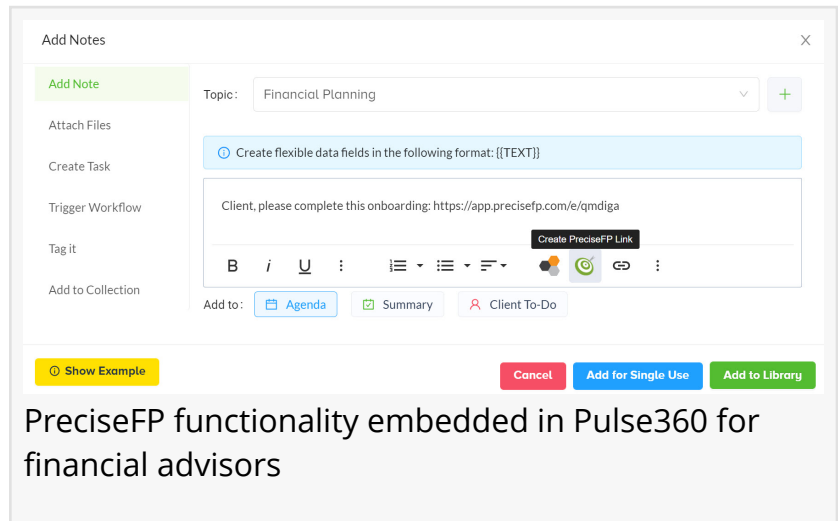 Add Notes
Add Note
Attach Files
Create Task
Trigger Workflow
Tag it
Add to Collection
Topic: Financial Planning
Create flexible data fields in the following format: {{TEXT}}
Client, please complete this onboarding: https://app.precisefp.com/e/qmdiga
Create PreciseFP Link
B i U
Add to: Agenda Summary Client To-Do
Show Example Cancel Add for Single Use Add to Library
PreciseFP functionality embedded in Pulse360 for
financial advisors